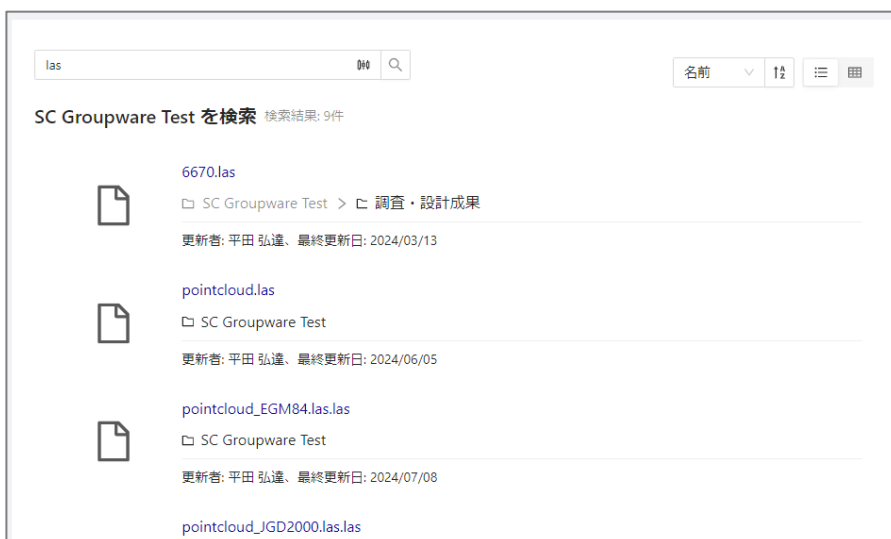 las
名前
SC Groupware Test を検索 検索結果: 9件
6670.las
SC Groupware Test > 調査・設計成果
更新者: 平田 弘達、最終更新日: 2024/03/13
pointcloud.las
SC Groupware Test
更新者: 平田 弘達、最終更新日: 2024/06/05
pointcloud_EGM84.las.las
SC Groupware Test
更新者: 平田 弘達、最終更新日: 2024/07/08
pointcloud_JGD2000.las.las